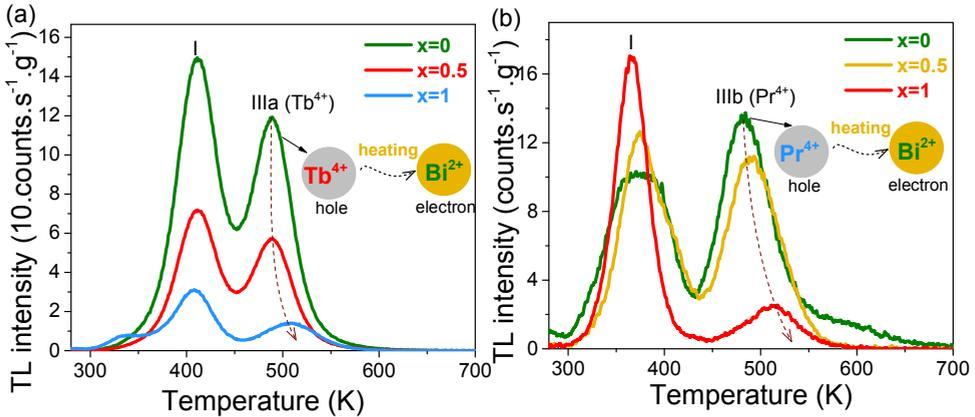 (a)
TL intensity (10.counts.s⁻¹.g⁻¹)
16
14
12
10
8
6
4
2
0
I
x=0
x=0.5
x=1
IIIa (Tb⁴⁺)
Tb⁴⁺
hole
heating
Bi²⁺
electron
300
400
500
600
700
Temperature (K)
(b)
TL intensity (counts.s⁻¹.g⁻¹)
16
12
8
4
0
I
x=0
x=0.5
x=1
IIIb (Pr⁴⁺)
Pr⁴⁺
hole
heating
Bi²⁺
electron
300
400
500
600
700
Temperature (K)